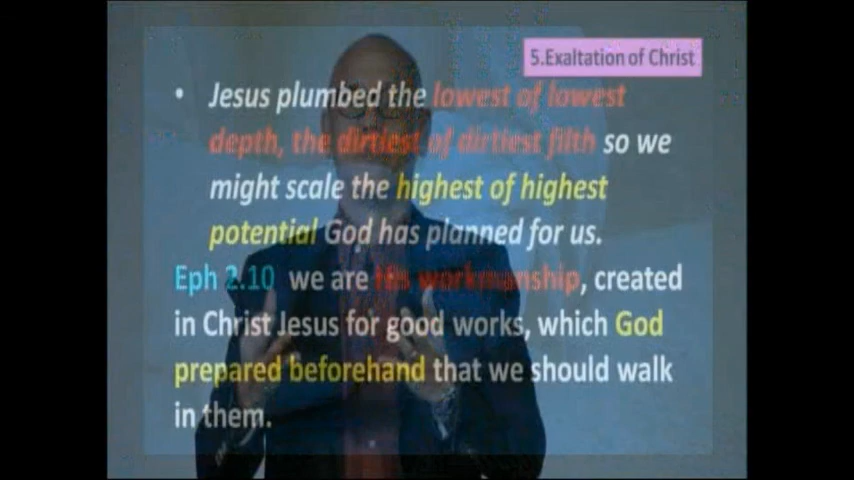 5.Exaltation of Christ
• Jesus plumbed the lowest of lowest
depth, the dirtiest of dirtiest filth so we
might scale the highest of highest
potential God has planned for us.
Eph 2.10 we are His workmanship, created
in Christ Jesus for good works, which God
prepared beforehand that we should walk
in them.